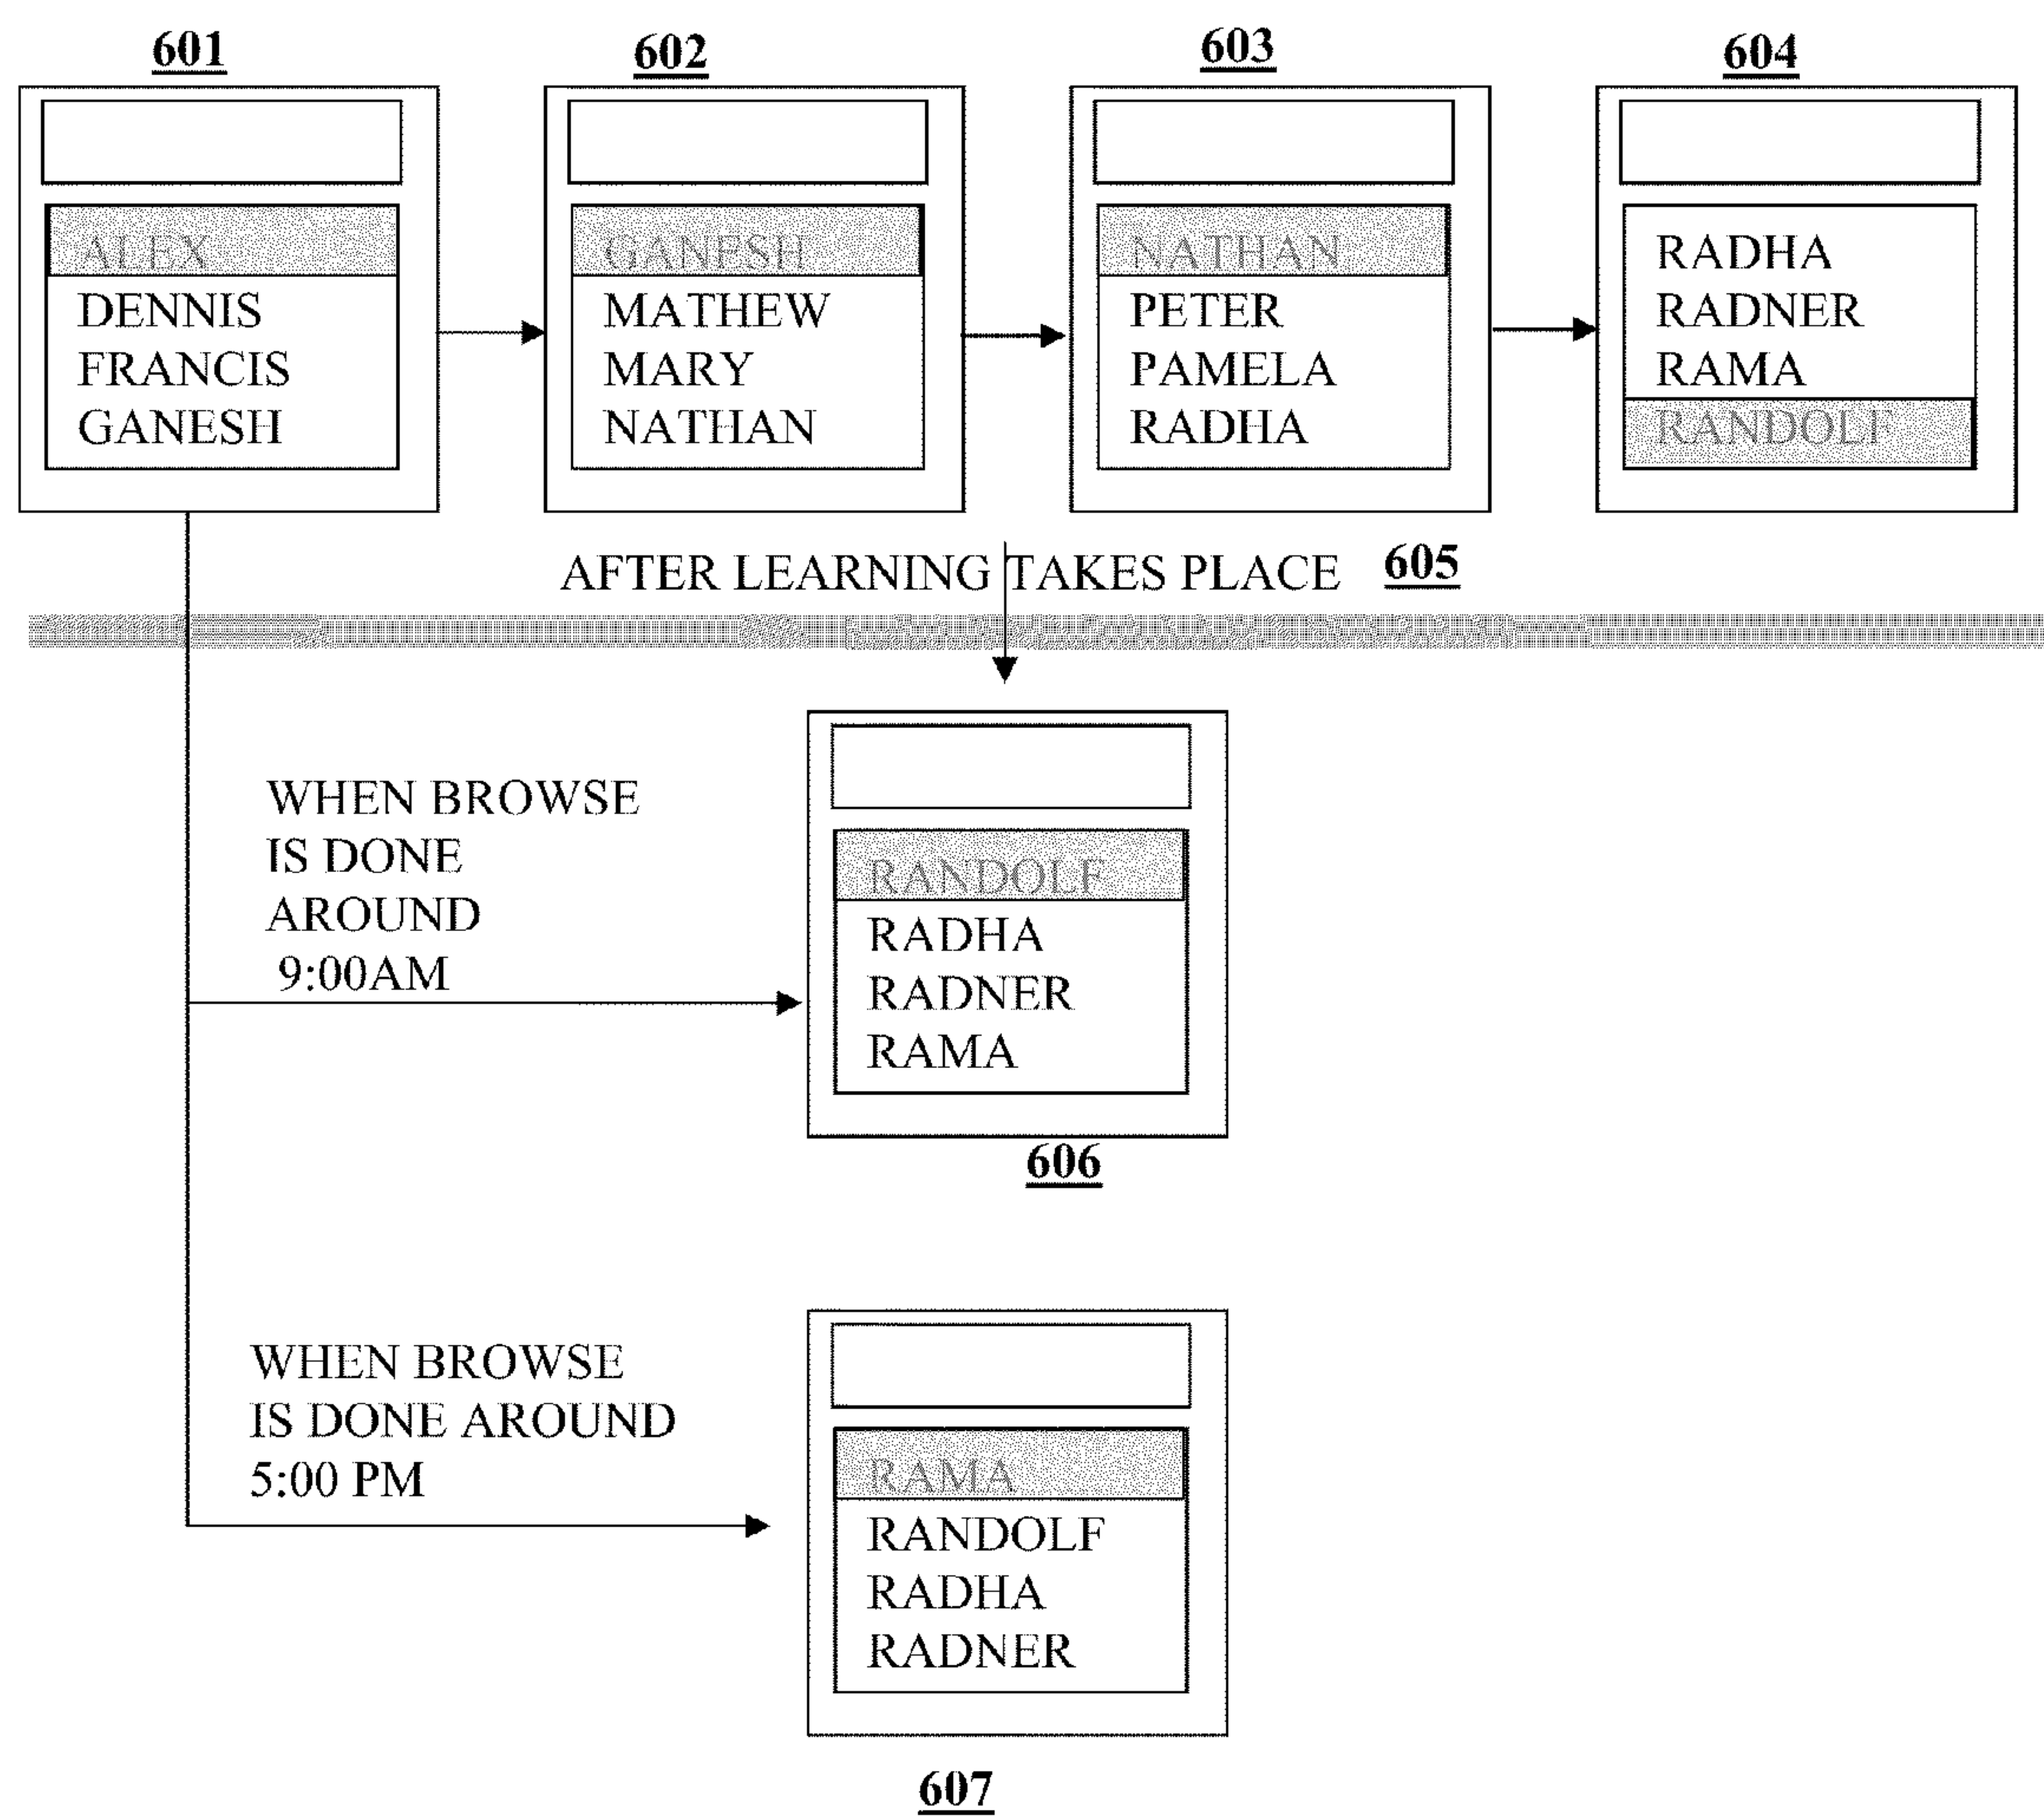 601
602
603
604
ALEX
DENNIS
FRANCIS
GANESH
GANESH
MATHEW
MARY
NATHAN
NATHAN
PETER
PAMELA
RADHA
RADHA
RADNER
RAMA
RANDOLF
AFTER LEARNING TAKES PLACE 605
WHEN BROWSE
IS DONE
AROUND
9:00AM
RANDOLF
RADHA
RADNER
RAMA
606
WHEN BROWSE
IS DONE AROUND
5:00 PM
RAMA
RANDOLF
RADHA
RADNER
607